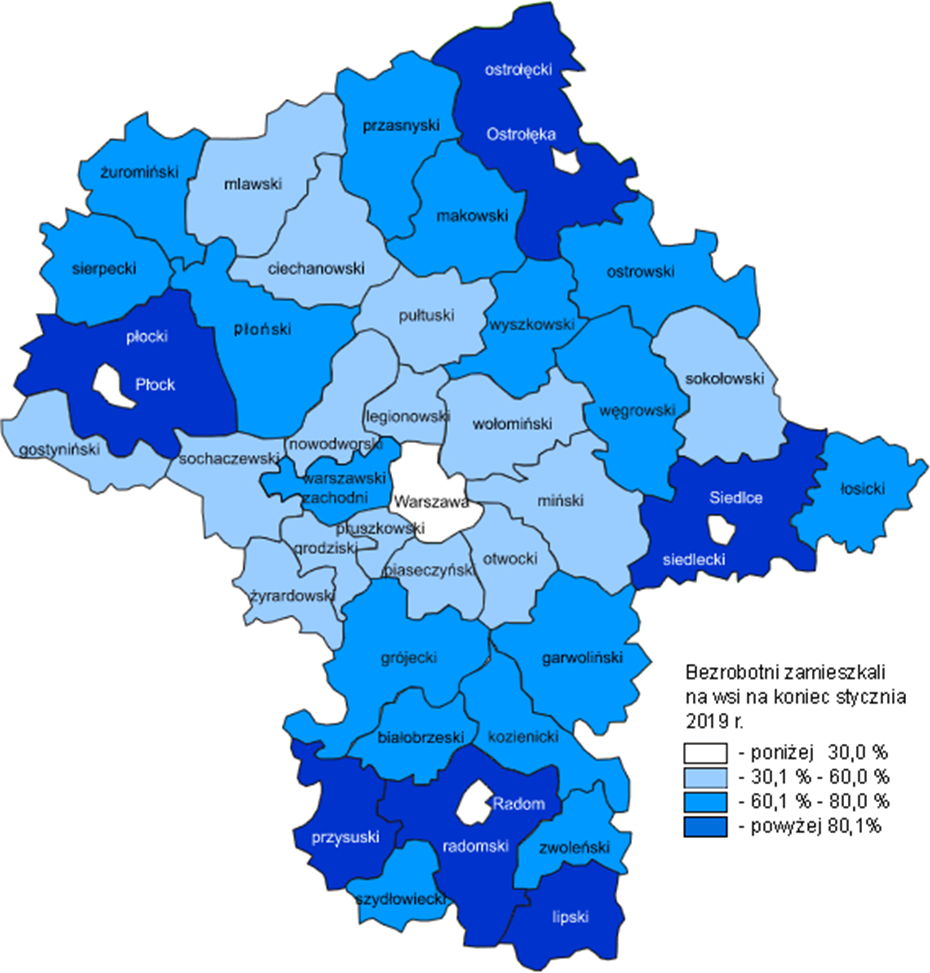 ostrołęcki
Ostrołęka
przasnyski
żuromiński
mlawski
makowski
sierpecki
ciechanowski
ostrowski
płocki
płoński
pułtuski
wyszkowski
Płock
sokołowski
legionowski
wołomiński
węgrowski
gostyniński
sochaczewski
nowodworski
warszawski
zachodni
Warszawa
miński
Siedlce
łosicki
pruszkowski
grodziski
piaseczyński
otwocki
siedlecki
żyrardowski
grójecki
garwoliński
Bezrobotni zamieszkali
na wsi na koniec stycznia
2019 r.
- poniżej 30,0 %
- 30,1 % - 60,0 %
- 60,1 % - 80,0 %
- powyżej 80,1%
białobrzeski
kozienicki
Radom
przysuski
radomski
zwoleński
szydłowiecki
lipski